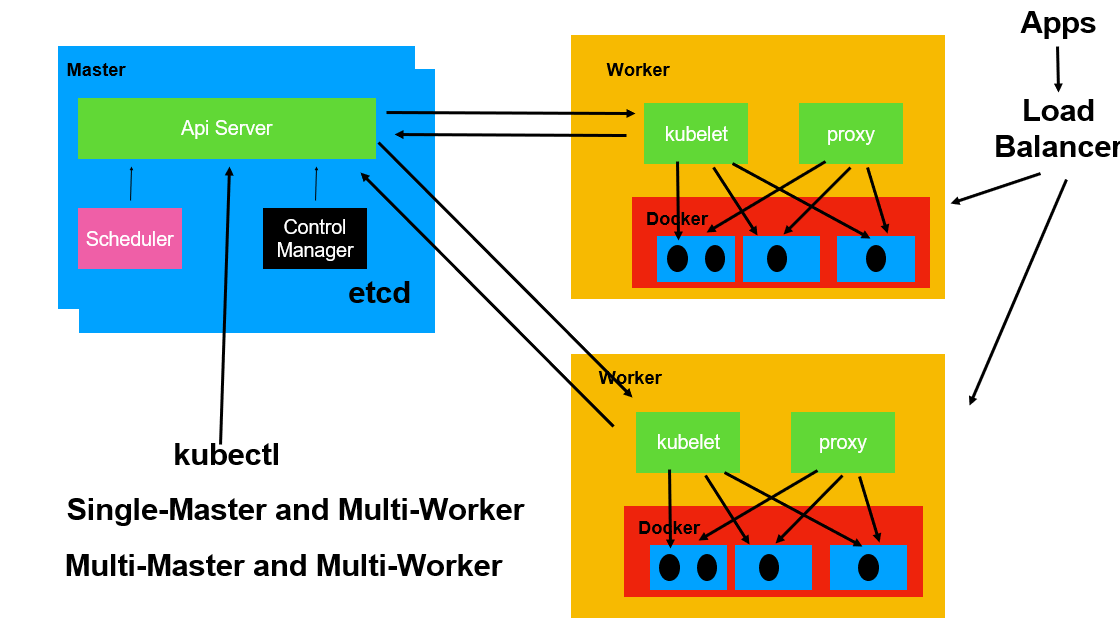 Apps
Master
Worker
Api Server
kubelet
proxy
Load
Balancer
Docker
Scheduler
Control
Manager
etcd
Worker
kubelet
proxy
kubectl
Single-Master and Multi-Worker
Docker
Multi-Master and Multi-Worker